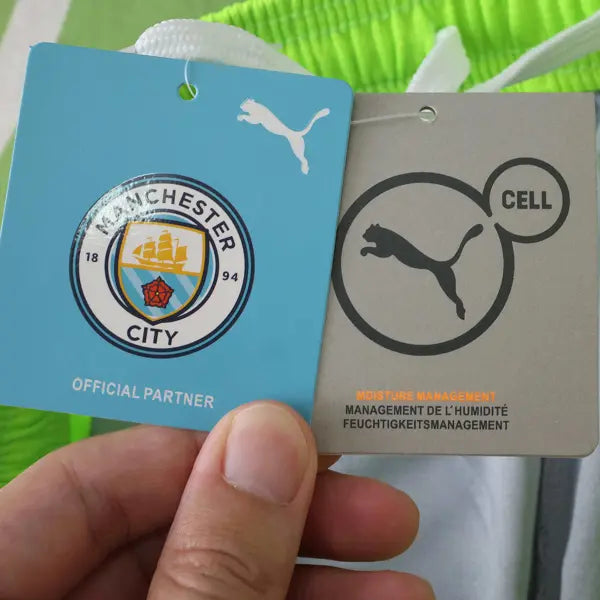 MANCHESTER
18 94
CITY
OFFICIAL PARTNER
CELL
MOISTURE MANAGEMENT
MANAGEMENT DE L'HUMIDITÉ
FEUCHTIGKEITSMANAGEMENT